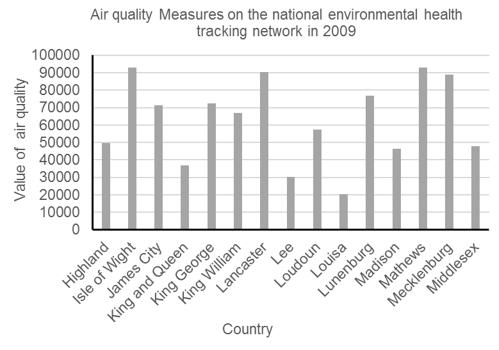 Air quality Measures on the national environmental health
tracking network in 2009
Value of air quality
100000
90000
80000
70000
60000
50000
40000
30000
20000
10000
0
Highland
Isle of Wight
James City
King and Queen
King George
King William
Lancaster
Lee
Loudoun
Louisa
Lunenburg
Madison
Mathews
Mecklenburg
Middlesex
Country